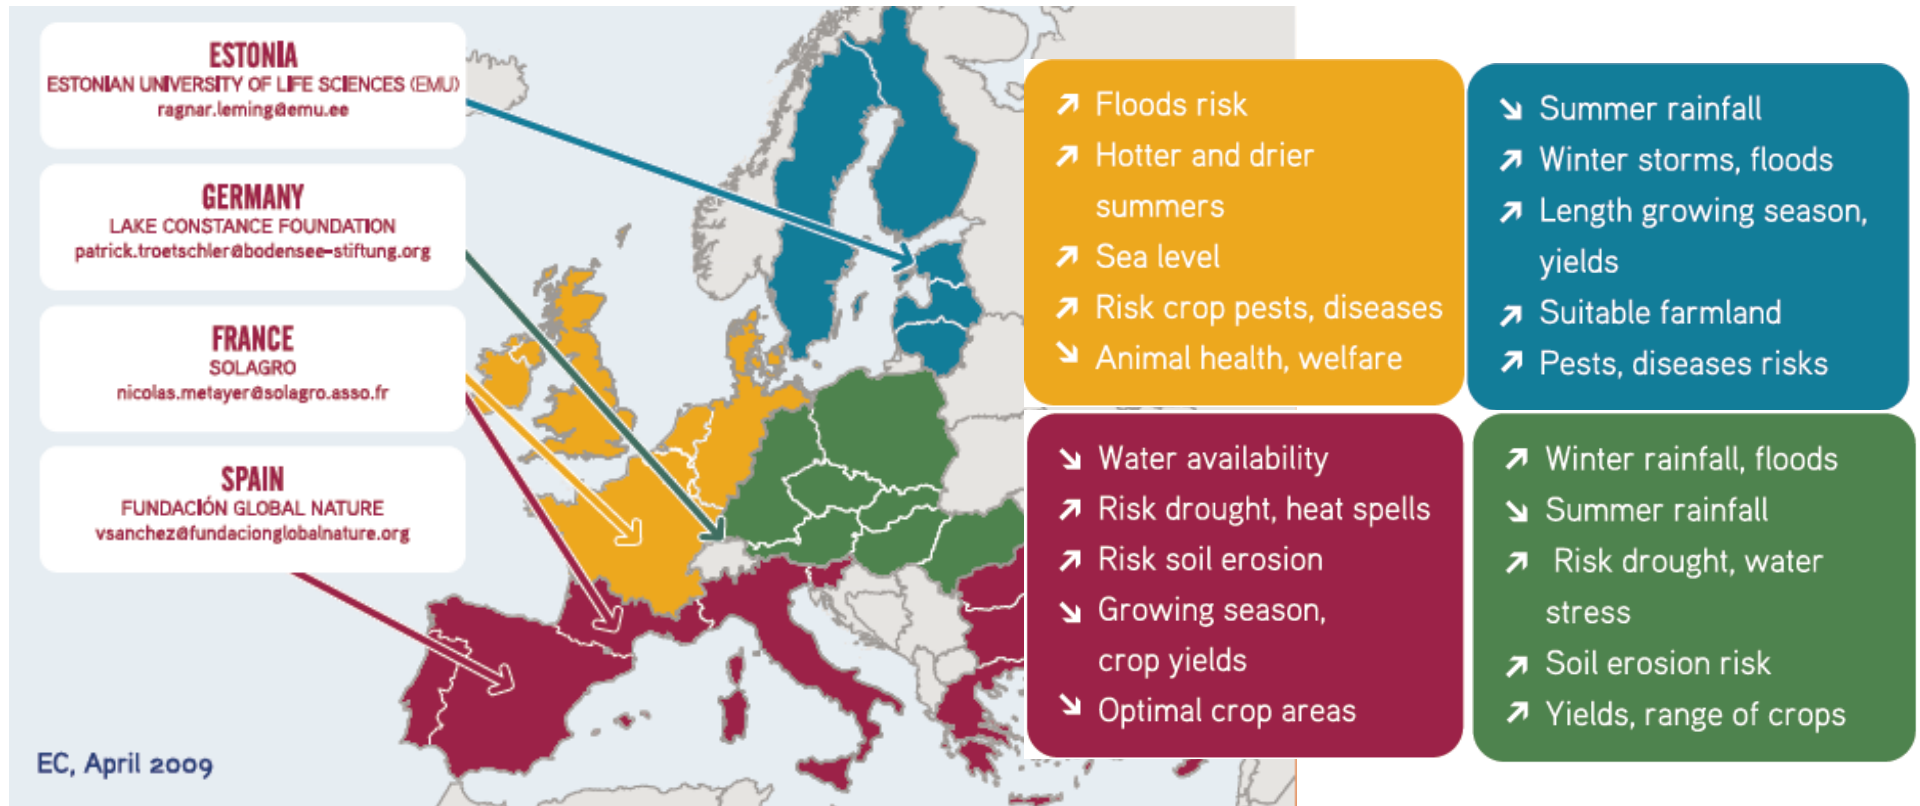 ESTONIA
ESTONIAN UNIVERSITY OF LIFE SCIENCES (EMU)
ragnar.leming@emu.ee
GERMANY
LAKE CONSTANCE FOUNDATION
patrick.troetschler@bodensee-stiftung.org
FRANCE
SOLAGRO
nicolas.metayer@solagro.asso.fr
SPAIN
FUNDACIÓN GLOBAL NATURE
vsanchez@fundacionglobalnature.org
EC, April 2009
↗ Floods risk
↗ Hotter and drier
summers
↗ Sea level
↗ Risk crop pests, diseases
↘ Animal health, welfare
↘ Summer rainfall
↗ Winter storms, floods
↗ Length growing season,
yields
↗ Suitable farmland
↗ Pests, diseases risks
↘ Water availability
↗ Risk drought, heat spells
↗ Risk soil erosion
↘ Growing season,
crop yields
↘ Optimal crop areas
↗ Winter rainfall, floods
↘ Summer rainfall
↗ Risk drought, water
stress
↗ Soil erosion risk
↗ Yields, range of crops